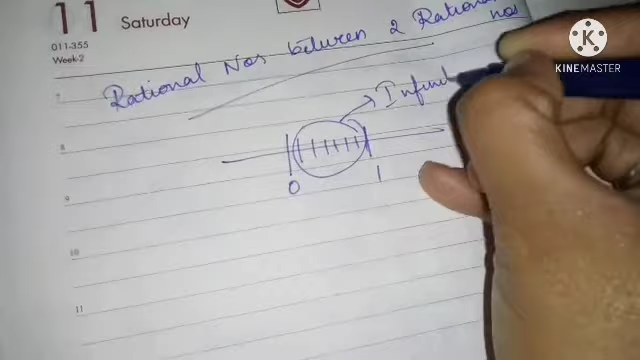 11 Saturday
011-355
Week-2
KINEMASTER
Rational Nos between 2 Rational
nos
7
8
9
10
11
Infinit
0 1